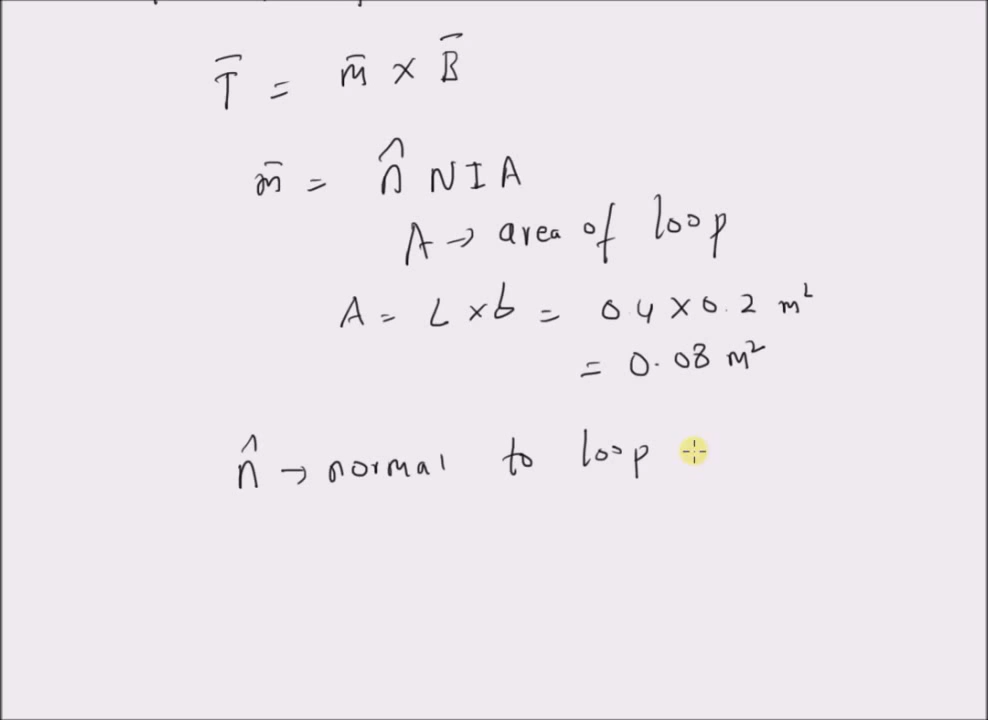 T̄ = m̄ × B̄
m̄ = n̂ N I A
A → area of loop
A = L × b = 0.4 × 0.2 m²
= 0.08 m²
n̂ → normal to loop